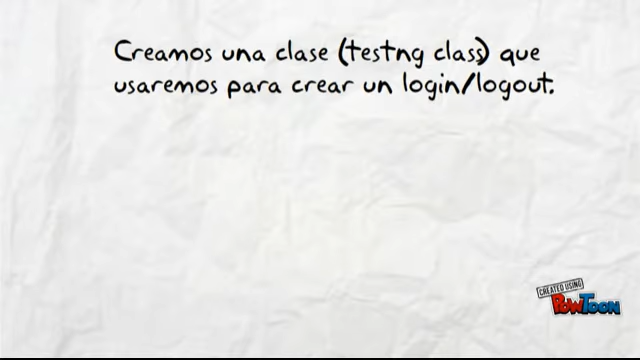 Creamos una clase (testng class) que
usaremos para crear un login/logout.
CREATED USING
POWTOON